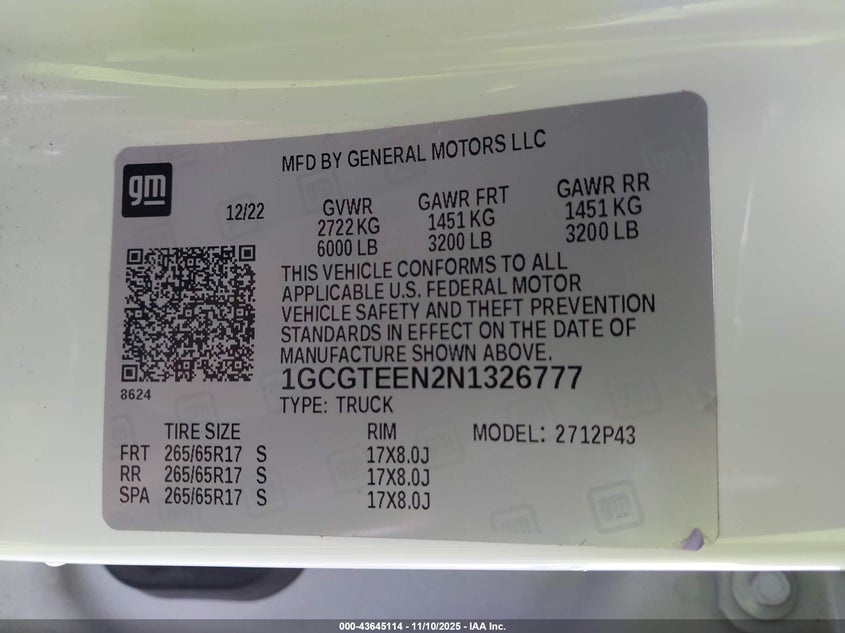 MFD BY GENERAL MOTORS LLC
gm
12/22
GVWR GAWR FRT GAWR RR
2722 KG 1451 KG 1451 KG
6000 LB 3200 LB 3200 LB
THIS VEHICLE CONFORMS TO ALL
APPLICABLE U.S. FEDERAL MOTOR
VEHICLE SAFETY AND THEFT PREVENTION
STANDARDS IN EFFECT ON THE DATE OF
MANUFACTURE SHOWN ABOVE.
1GCGTEEN2N1326777
8624
TYPE: TRUCK
TIRE SIZE RIM MODEL: 2712P43
FRT 265/65R17 S 17X8.0J
RR 265/65R17 S 17X8.0J
SPA 265/65R17 S 17X8.0J
000-43645114 - 11/10/2025 - IAA Inc.